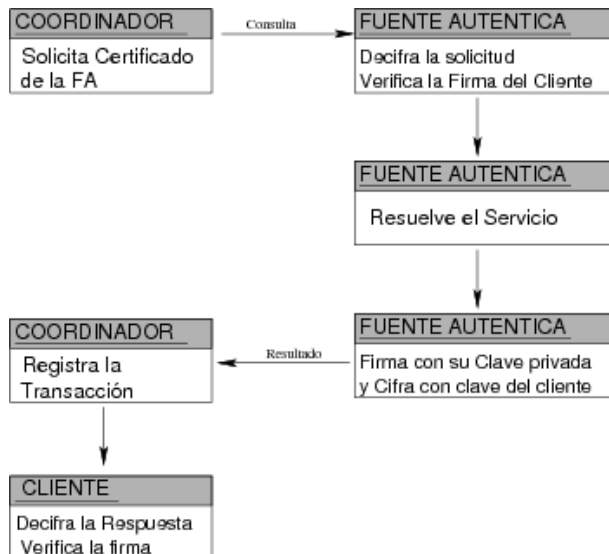 COORDINADOR
Solicita Certificado
de la FA
Consulta
FUENTE AUTENTICA
Decifra la solicitud
Verifica la Firma del Cliente
FUENTE AUTENTICA
Resuelve el Servicio
FUENTE AUTENTICA
Firma con su Clave privada
y Cifra con clave del cliente
Resultado
COORDINADOR
Registra la
Transacción
CLIENTE
Decifra la Respuesta
Verifica la firma